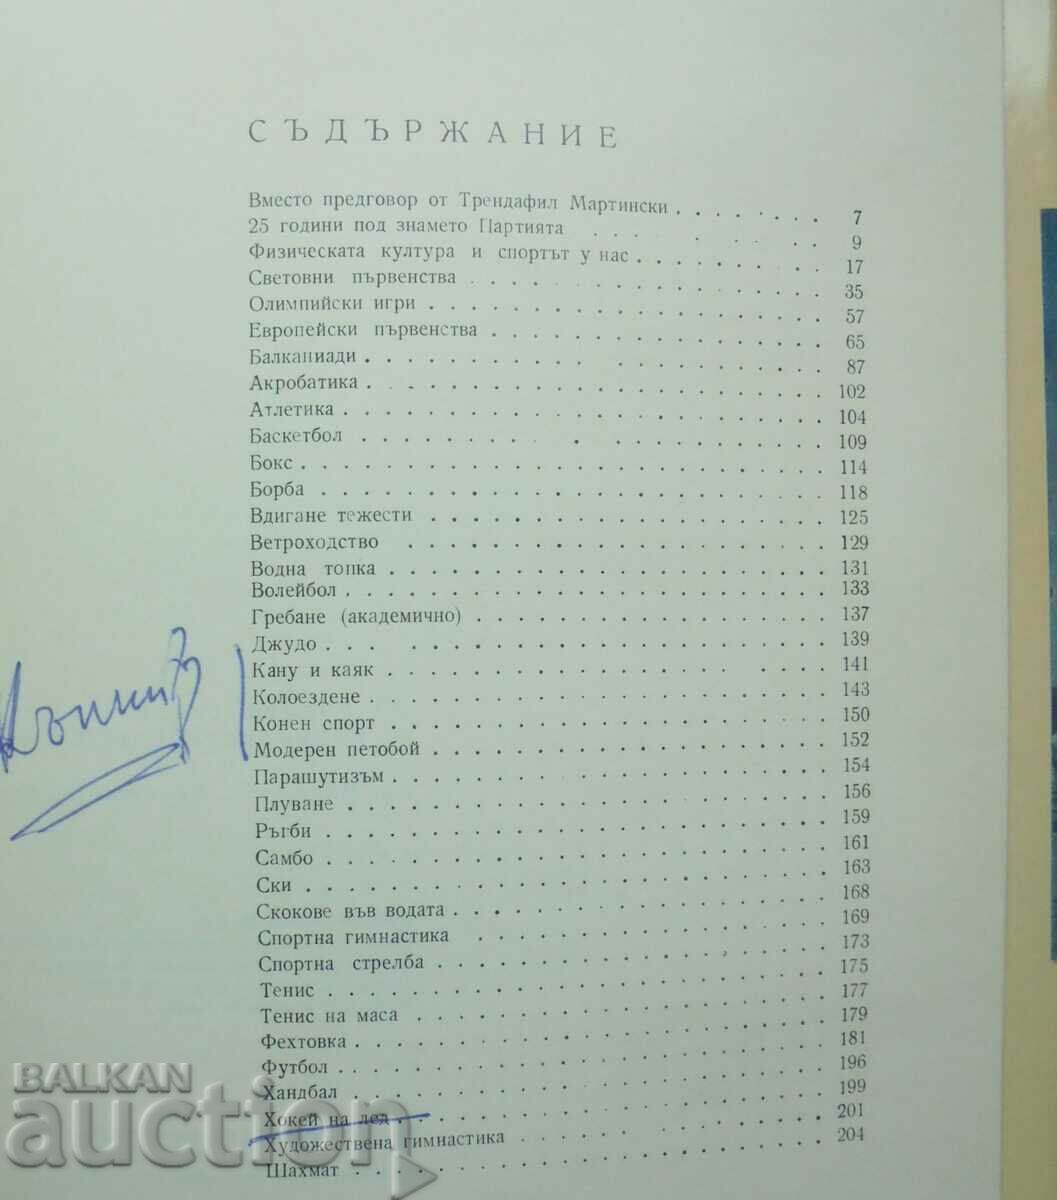 СЪДЪРЖАНИЕ
Вместо предговор от Трендафил Мартински . . . . . . . 7
25 години под знамето Партията . . . . . . . . . . 9
Физическата култура и спортът у нас . . . . . . . . . 17
Световни първенства . . . . . . . . . . . . . . . . 35
Олимпийски игри . . . . . . . . . . . . . . . . . . 57
Европейски първенства . . . . . . . . . . . . . . . 65
Балканиади . . . . . . . . . . . . . . . . . . . . 87
Акробатика . . . . . . . . . . . . . . . . . . . . 102
Атлетика . . . . . . . . . . . . . . . . . . . . . 104
Баскетбол . . . . . . . . . . . . . . . . . . . . . 109
Бокс . . . . . . . . . . . . . . . . . . . . . . . 114
Борба . . . . . . . . . . . . . . . . . . . . . . . 118
Вдигане тежести . . . . . . . . . . . . . . . . . . 125
Ветроходство . . . . . . . . . . . . . . . . . . . 129
Водна топка . . . . . . . . . . . . . . . . . . . . 131
Волейбол . . . . . . . . . . . . . . . . . . . . . 133
Гребане (академично) . . . . . . . . . . . . . . . . 137
Джудо . . . . . . . . . . . . . . . . . . . . . . . 139
Кану и каяк . . . . . . . . . . . . . . . . . . . . 141
Колоездене . . . . . . . . . . . . . . . . . . . . 143
Конен спорт . . . . . . . . . . . . . . . . . . . . 150
Модерен петобой . . . . . . . . . . . . . . . . . . 152
Парашутизъм . . . . . . . . . . . . . . . . . . . . 154
Плуване . . . . . . . . . . . . . . . . . . . . . . 156
Ръгби . . . . . . . . . . . . . . . . . . . . . . . 159
Самбо . . . . . . . . . . . . . . . . . . . . . . . 161
Ски . . . . . . . . . . . . . . . . . . . . . . . . 163
Скокове във водата . . . . . . . . . . . . . . . . . 168
Спортна гимнастика . . . . . . . . . . . . . . . . . 169
Спортна стрелба . . . . . . . . . . . . . . . . . . 173
Тенис . . . . . . . . . . . . . . . . . . . . . . . 175
Тенис на маса . . . . . . . . . . . . . . . . . . . 177
Фехтовка . . . . . . . . . . . . . . . . . . . . . 179
Футбол . . . . . . . . . . . . . . . . . . . . . . 181
Хандбал . . . . . . . . . . . . . . . . . . . . . . 196
Хокей на лед . . . . . . . . . . . . . . . . . . . . 199
Художествена гимнастика . . . . . . . . . . . . . . 201
Шахмат . . . . . . . . . . . . . . . . . . . . . . 204
BALKAN
auction